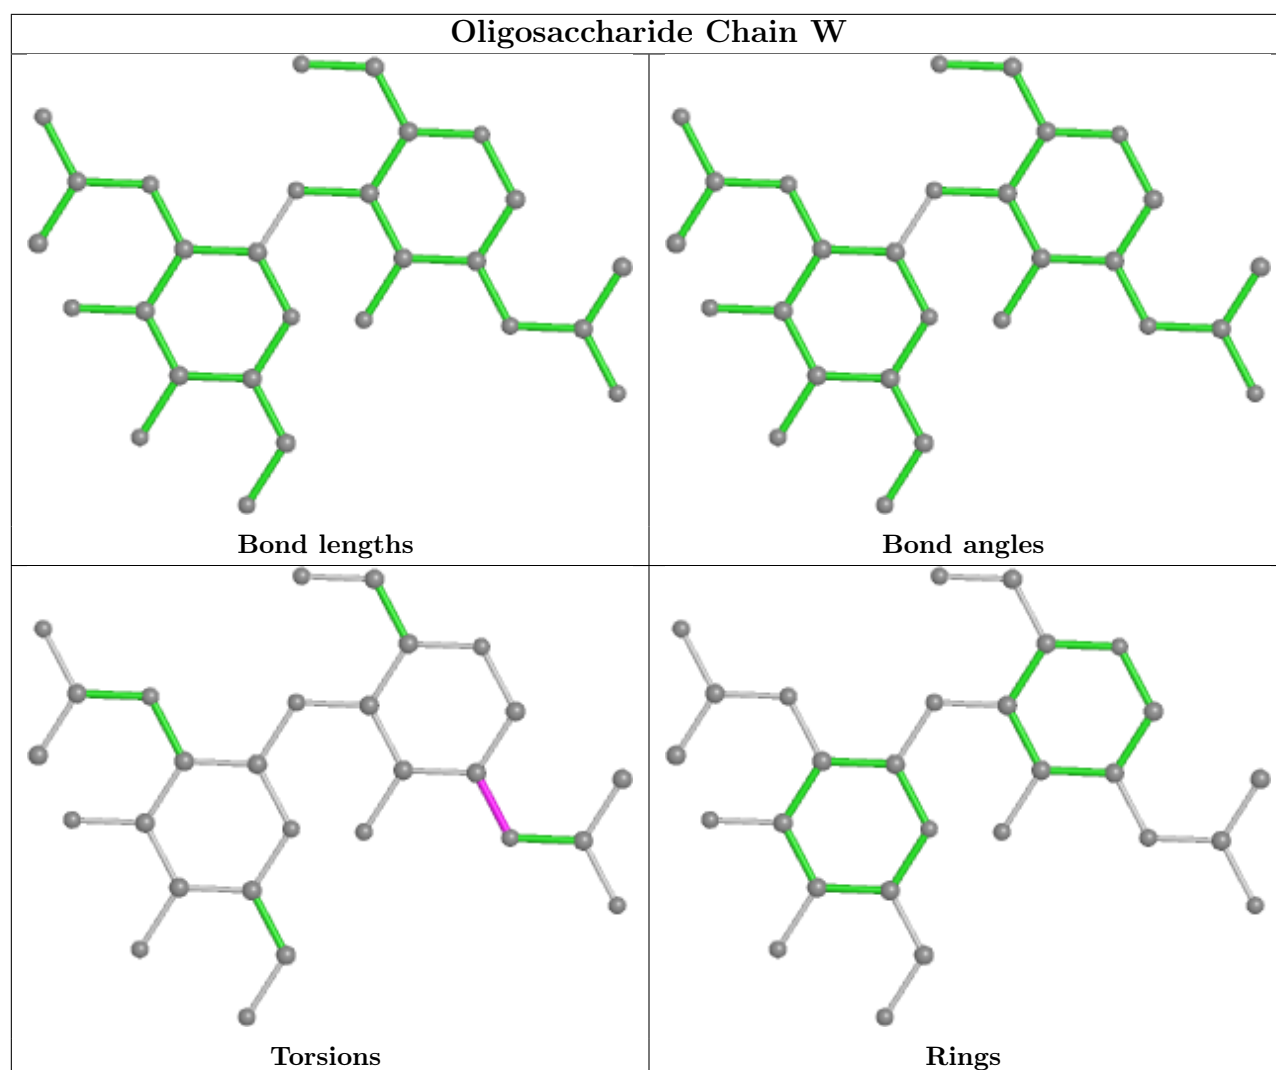 Oligosaccharide Chain W
Bond lengths
Bond angles
Torsions
Rings